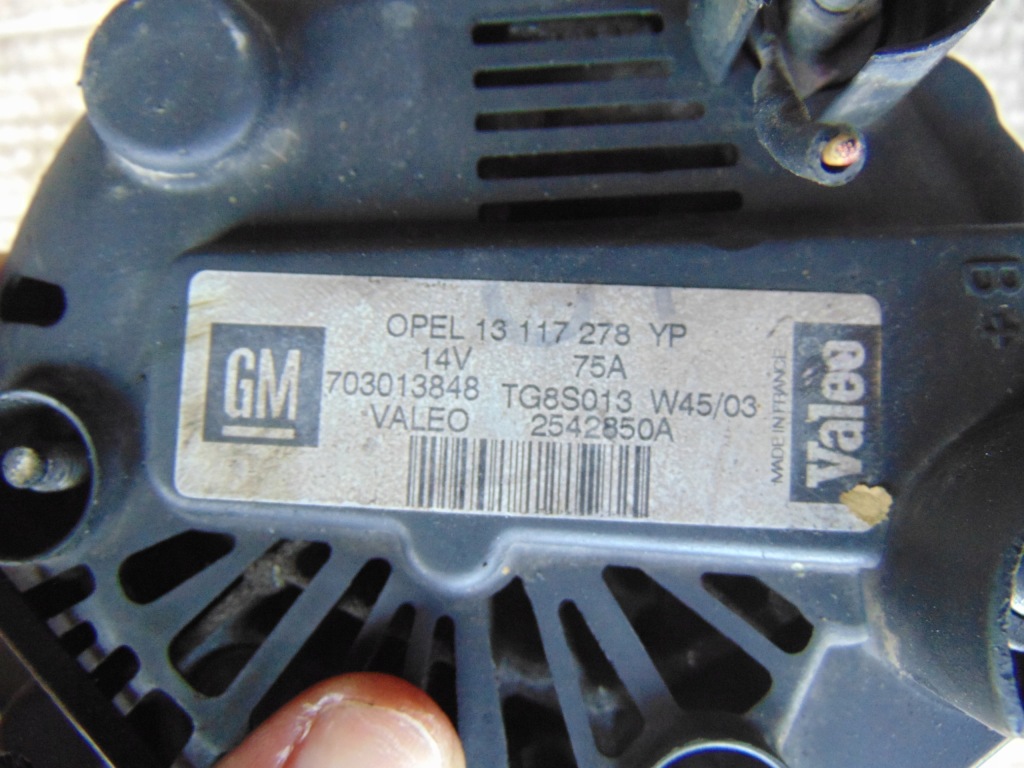 B+
GM
OPEL 13 117 278 YP
14V 75A
703013848 TG8S013 W45/03
VALEO 2542850A
MADE IN FRANCE
Valeo